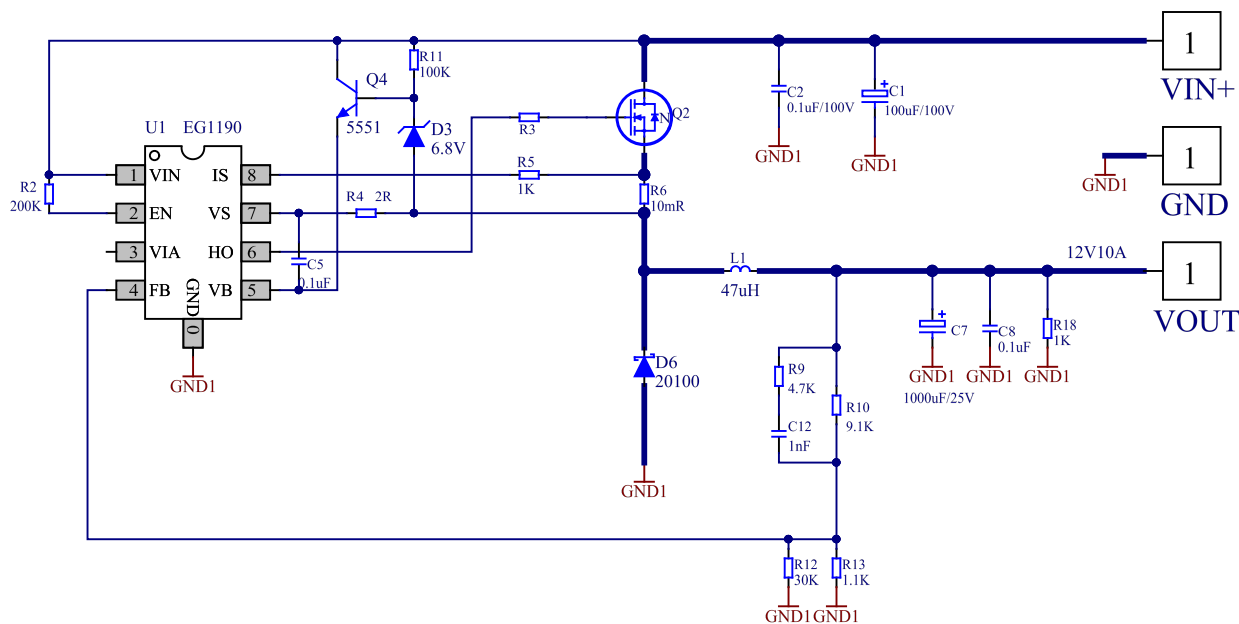 1
VIN+
R11
100K
Q4
5551
D3
6.8V
C2
0.1uF/100V
C1
100uF/100V
N Q2
R3
U1 EG1190
GND1
GND1
GND1
1
GND
R2
200K
1 VIN IS 8
2 EN VS 7
3 VIA HO 6
4 FB VB 5
GND
0
GND1
R5
1K
R4 2R
R6
10mR
C5
0.1uF
L1
47uH
12V10A
1
VOUT
D6
20100
GND1
R9
4.7K
C12
1nF
R10
9.1K
C7
1000uF/25V
C8
0.1uF
R18
1K
GND1 GND1 GND1
R12
30K
R13
1.1K
GND1 GND1